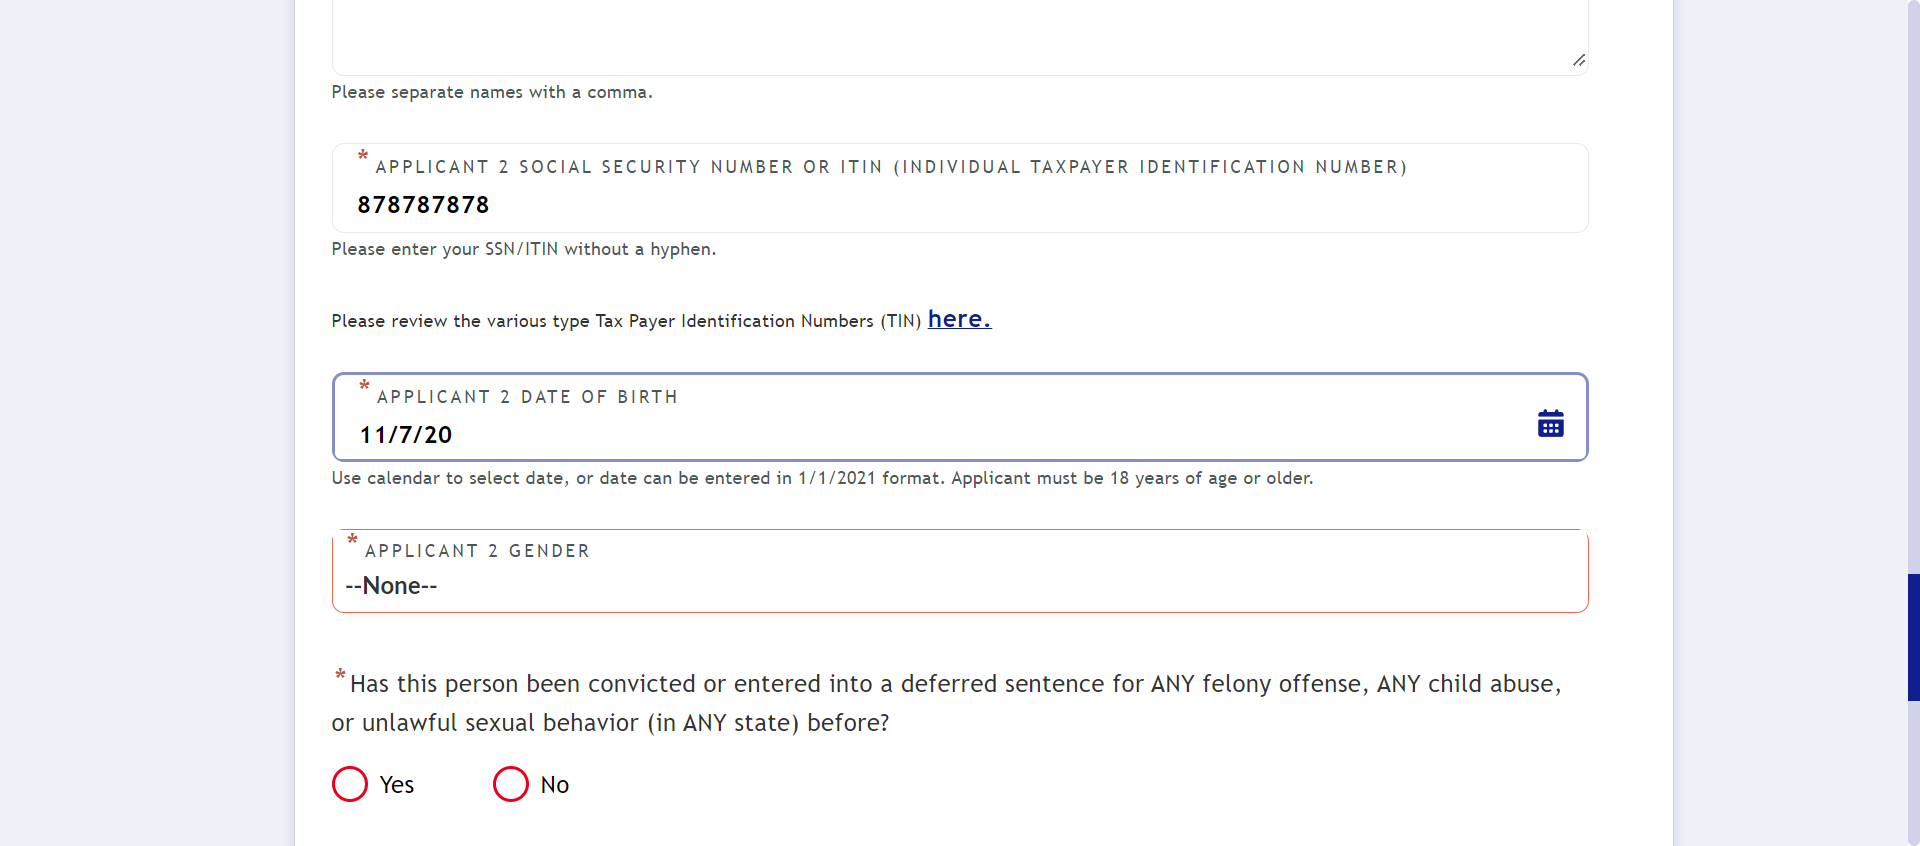 Please separate names with a comma.
* APPLICANT 2 SOCIAL SECURITY NUMBER OR ITIN (INDIVIDUAL TAXPAYER IDENTIFICATION NUMBER)
878787878
Please enter your SSN/ITIN without a hyphen.
Please review the various type Tax Payer Identification Numbers (TIN) here.
* APPLICANT 2 DATE OF BIRTH
11/7/20
Use calendar to select date, or date can be entered in 1/1/2021 format. Applicant must be 18 years of age or older.
* APPLICANT 2 GENDER
--None--
* Has this person been convicted or entered into a deferred sentence for ANY felony offense, ANY child abuse,
or unlawful sexual behavior (in ANY state) before?
Yes No